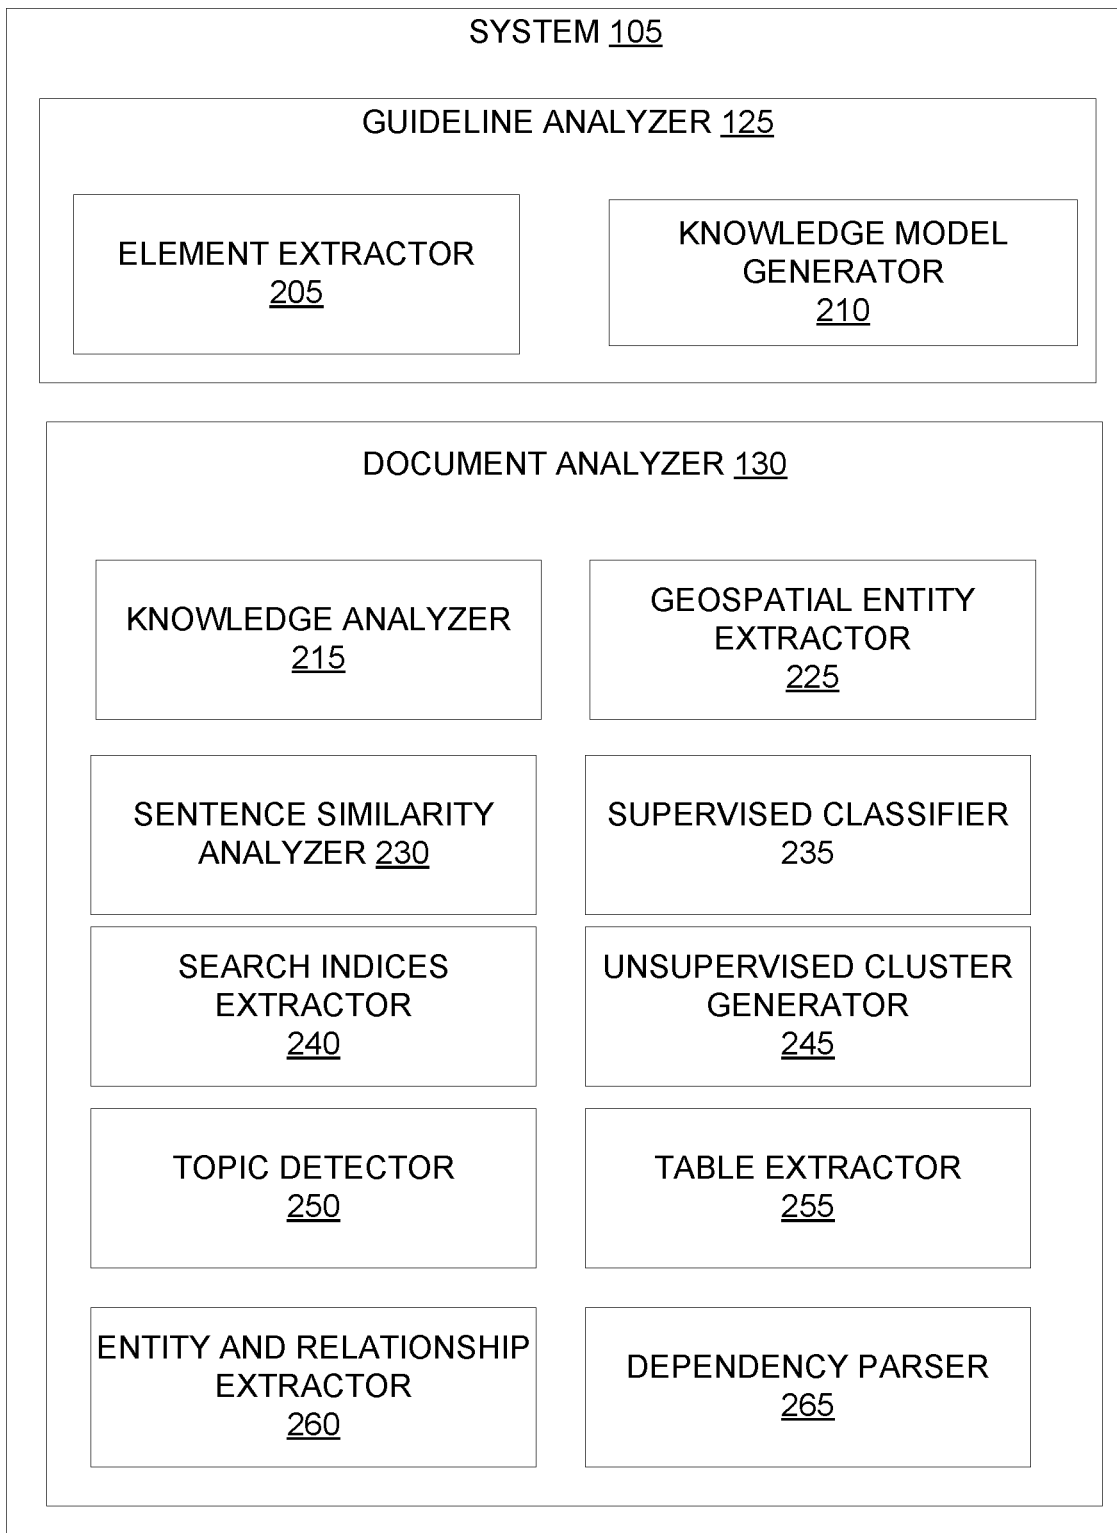 SYSTEM 105
GUIDELINE ANALYZER 125
ELEMENT EXTRACTOR
205
KNOWLEDGE MODEL
GENERATOR
210
DOCUMENT ANALYZER 130
KNOWLEDGE ANALYZER
215
GEOSPATIAL ENTITY
EXTRACTOR
225
SENTENCE SIMILARITY
ANALYZER 230
SUPERVISED CLASSIFIER
235
SEARCH INDICES
EXTRACTOR
240
UNSUPERVISED CLUSTER
GENERATOR
245
TOPIC DETECTOR
250
TABLE EXTRACTOR
255
ENTITY AND RELATIONSHIP
EXTRACTOR
260
DEPENDENCY PARSER
265